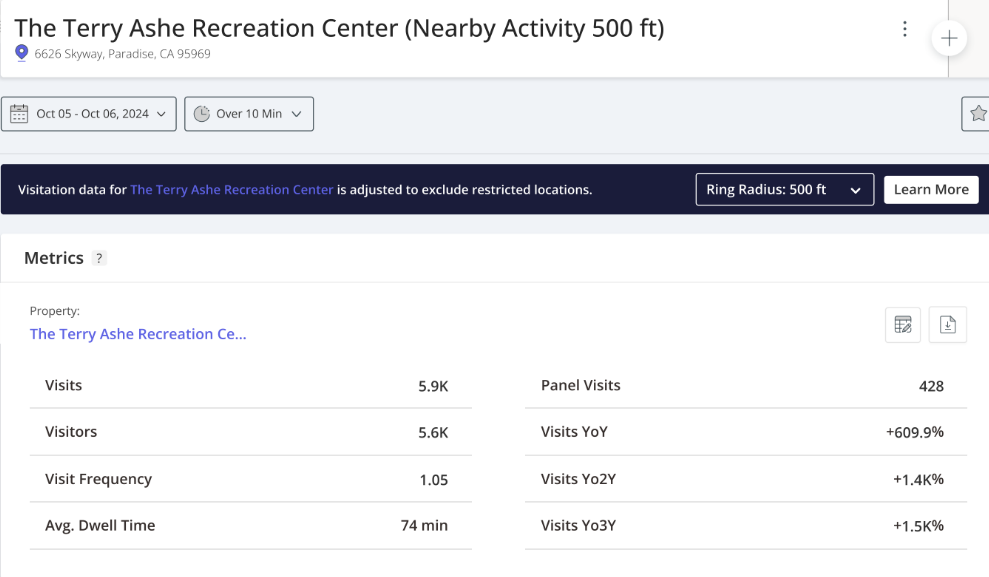 The Terry Ashe Recreation Center (Nearby Activity 500 ft)
6626 Skyway, Paradise, CA 95969
Oct 05 - Oct 06, 2024
Over 10 Min
Visitation data for The Terry Ashe Recreation Center is adjusted to exclude restricted locations.
Ring Radius: 500 ft
Learn More
Metrics ?
Property:
The Terry Ashe Recreation Ce...
Visits 5.9K
Panel Visits 428
Visitors 5.6K
Visits YoY +609.9%
Visit Frequency 1.05
Visits Yo2Y +1.4K%
Avg. Dwell Time 74 min
Visits Yo3Y +1.5K%